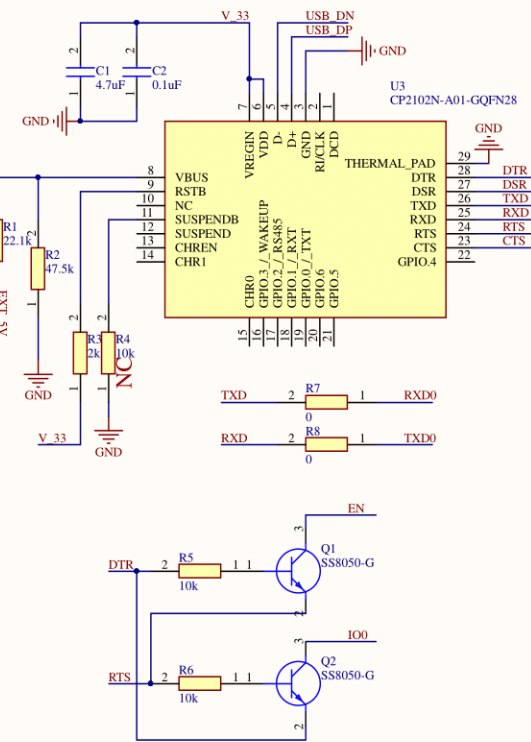 V_33
USB_DN
USB_DP
GND
2
2
C1
4.7uF
C2
0.1uF
1
1
GND
U3
CP2102N-A01-GQFN28
7
6
5
4
3
2
1
VREGIN
VDD
D-
D+
GND
RI/CLK
DCD
GND
THERMAL_PAD
29
8
VBUS
DTR
28
DTR
9
RSTB
DSR
27
DSR
10
NC
TXD
26
TXD
11
SUSPENDB
RXD
25
RXD
12
SUSPEND
RTS
24
RTS
13
CHREN
CTS
23
CTS
14
CHR1
GPIO.4
22
CHR0
GPIO.3_/_WAKEUP
GPIO.2_/_RS485
GPIO.1_/_RXT
GPIO.0_/_TXT
GPIO.6
GPIO.5
15
16
17
18
19
20
21
R1
22.1k
2
R2
47.5k
1
EXT_5V
GND
2
2
R3
2k
R4
10k
NC
1
1
V_33
GND
TXD
2
R7
1
RXD0
0
RXD
2
R8
1
TXD0
0
EN
3
Q1
SS8050-G
DTR
2
R5
1
1
10k
2
IO0
3
Q2
SS8050-G
RTS
2
R6
1
1
10k
2